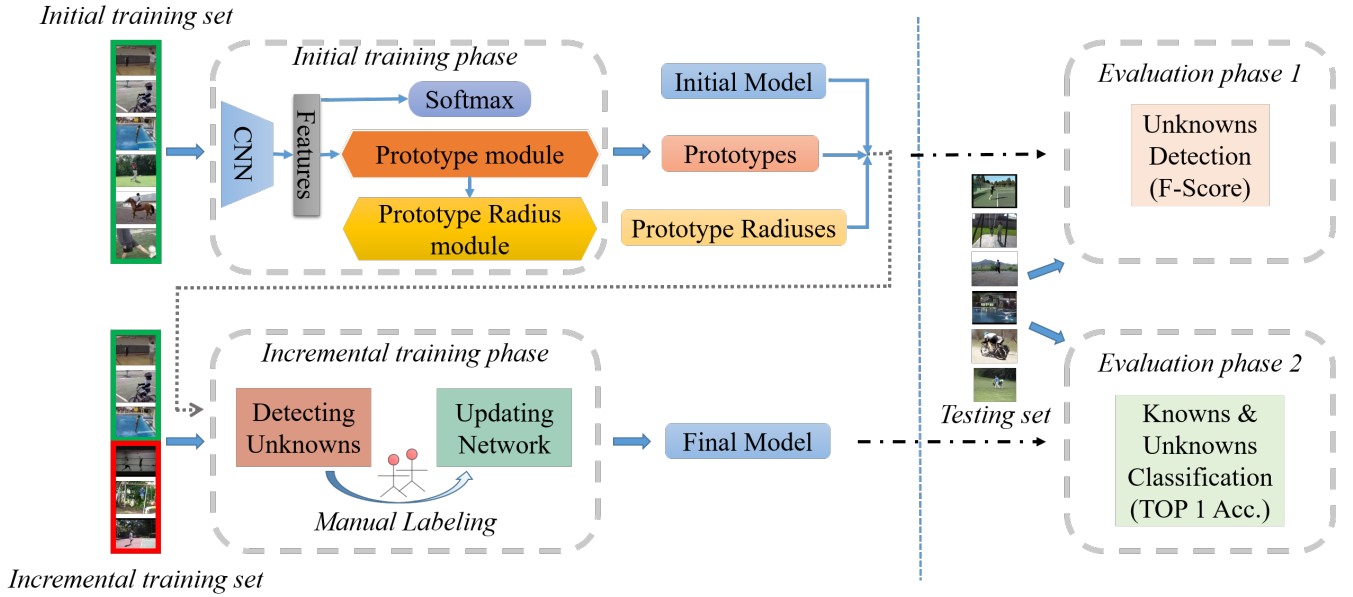 Initial training set
Initial training phase
CNN
Features
Softmax
Prototype module
Prototype Radius
module
Initial Model
Prototypes
Prototype Radiuses
Evaluation phase 1
Unknowns
Detection
(F-Score)
Incremental training phase
Detecting
Unknowns
Updating
Network
Manual Labeling
Final Model
Testing set
Evaluation phase 2
Knowns &
Unknowns
Classification
(TOP 1 Acc.)
Incremental training set